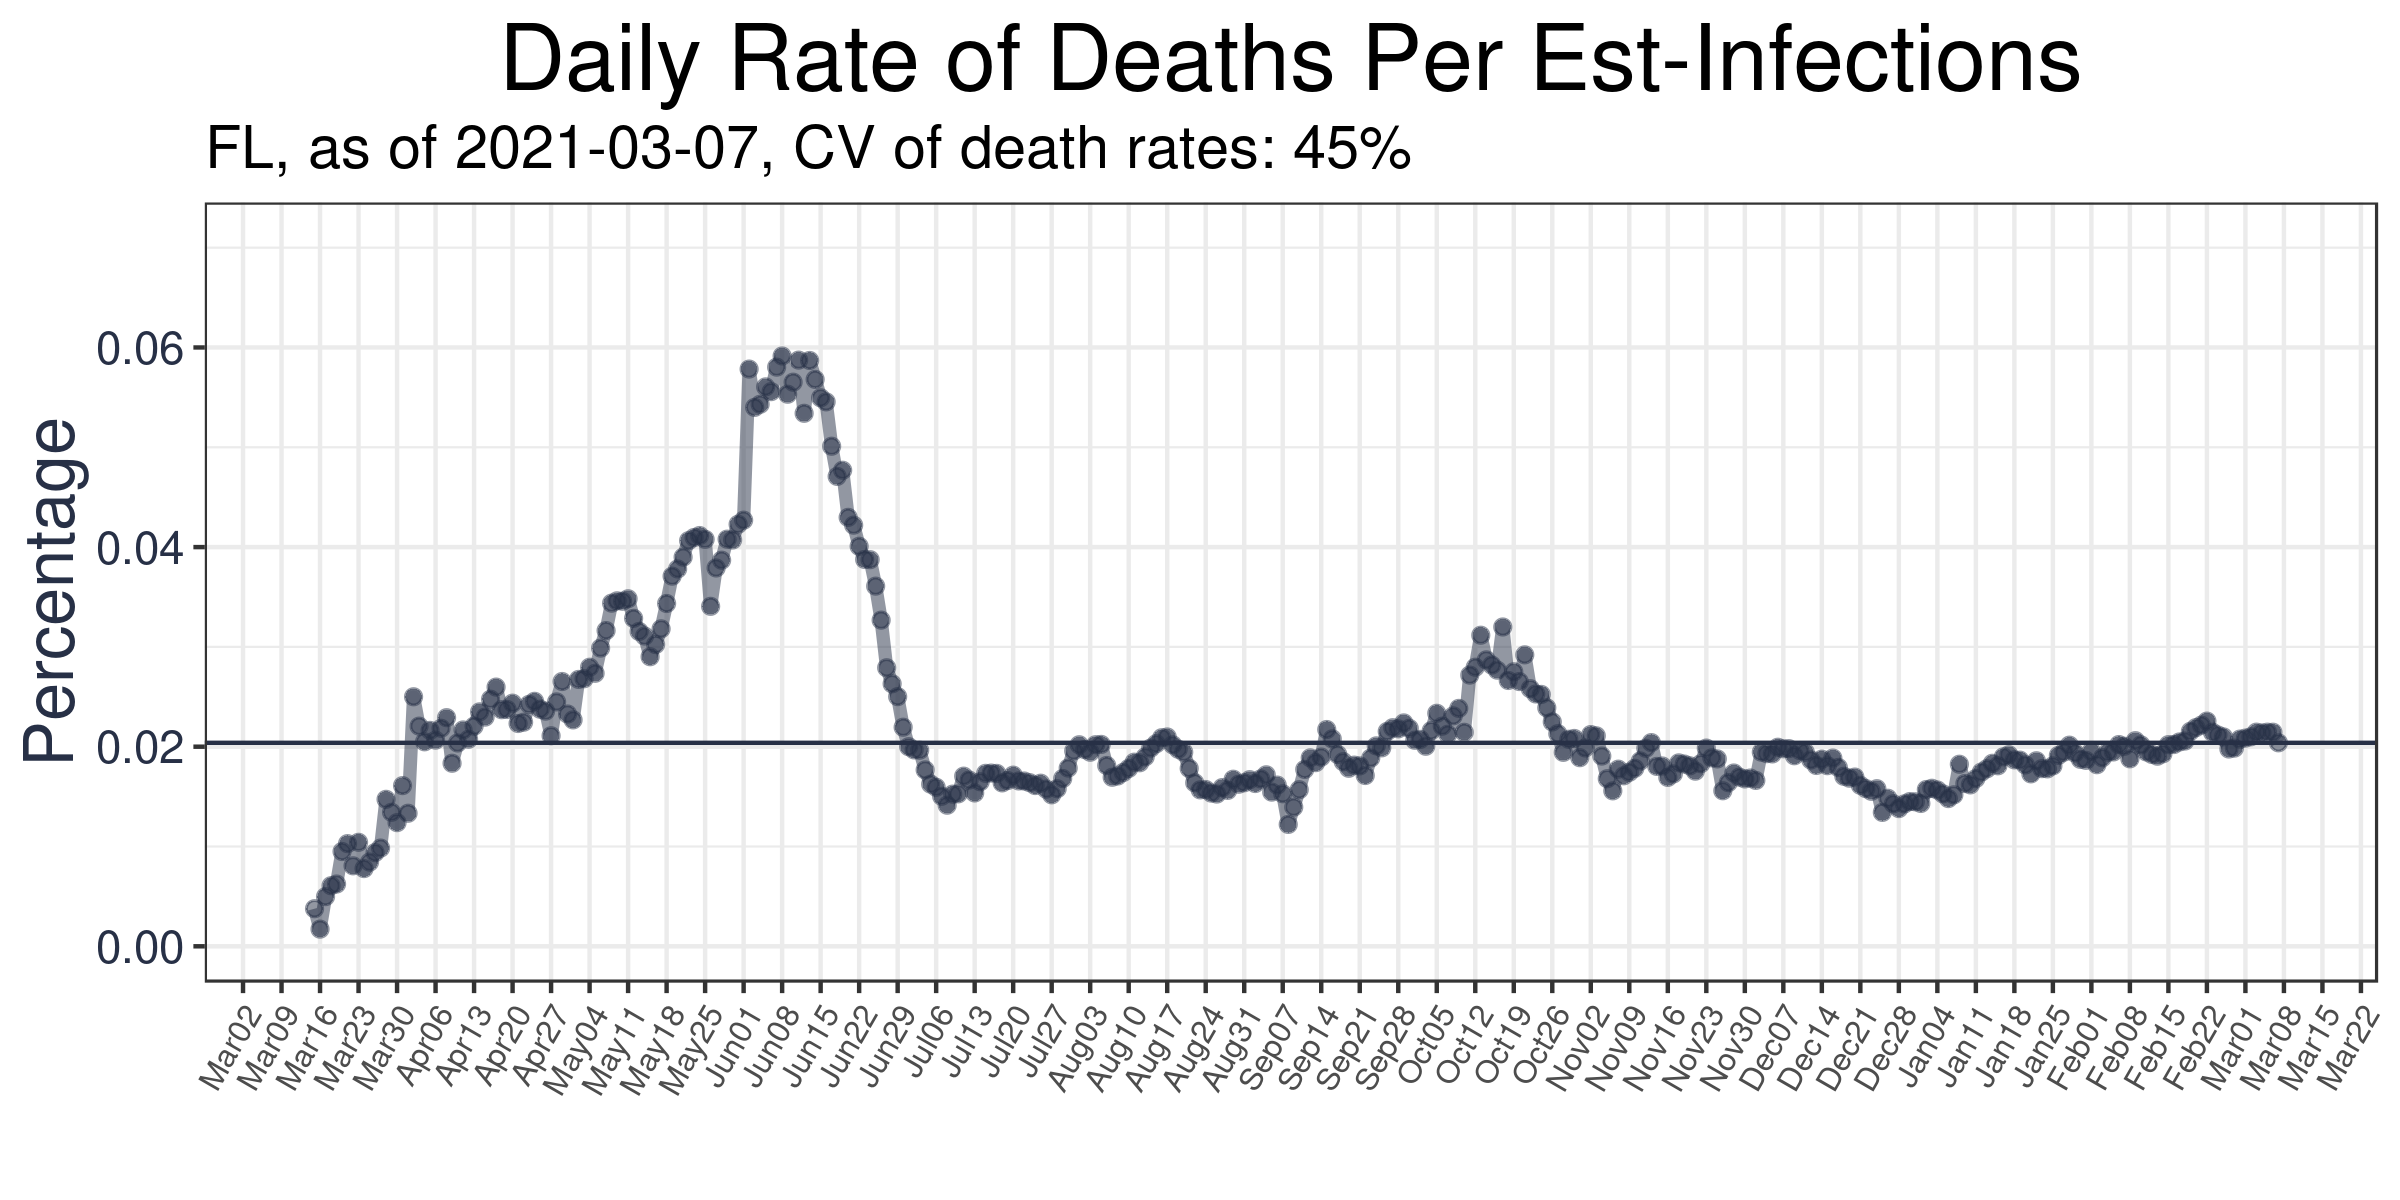 Daily Rate of Deaths Per Est-Infections
FL, as of 2021-03-07, CV of death rates: 45%
Percentage
0.06
0.04
0.02
0.00
Mar02
Mar09
Mar16
Mar23
Mar30
Apr06
Apr13
Apr20
Apr27
May04
May11
May18
May25
Jun01
Jun08
Jun15
Jun22
Jun29
Jul06
Jul13
Jul20
Jul27
Aug03
Aug10
Aug17
Aug24
Aug31
Sep07
Sep14
Sep21
Sep28
Oct05
Oct12
Oct19
Oct26
Nov02
Nov09
Nov16
Nov23
Nov30
Dec07
Dec14
Dec21
Dec28
Jan04
Jan11
Jan18
Jan25
Feb01
Feb08
Feb15
Feb22
Mar01
Mar08
Mar15
Mar22